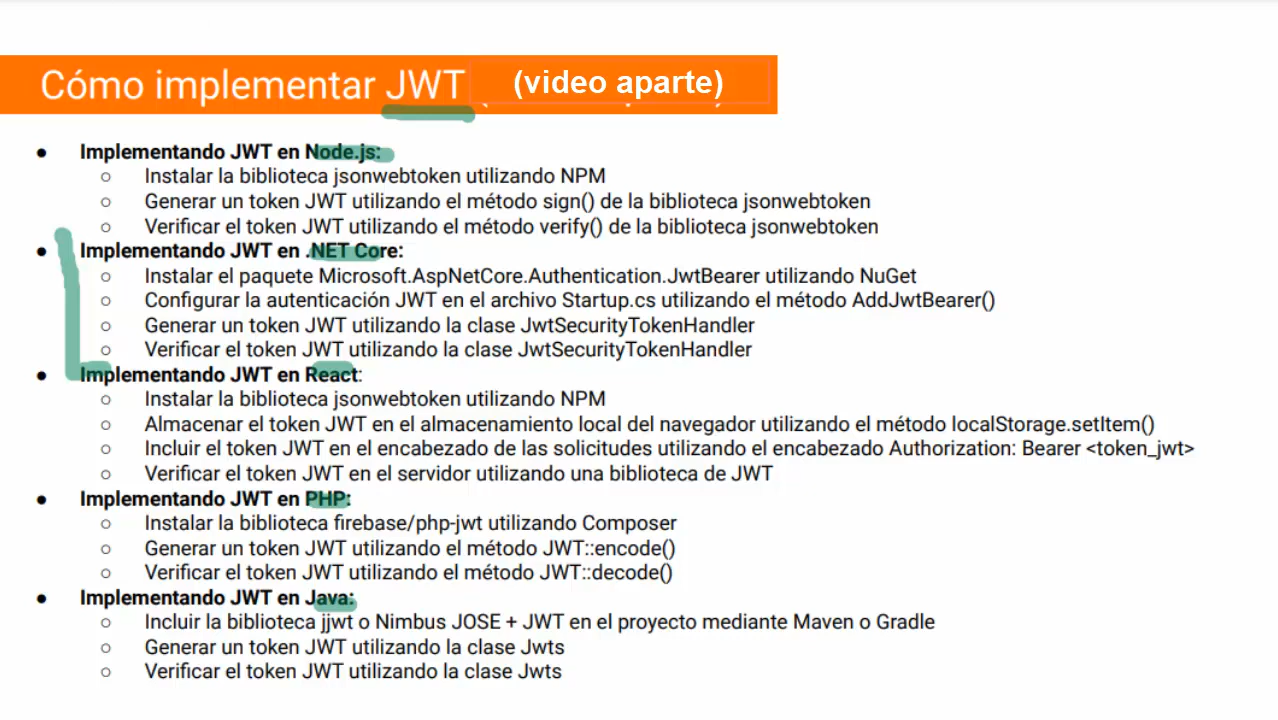 Cómo implementar JWT (video aparte)
● Implementando JWT en Node.js:
○ Instalar la biblioteca jsonwebtoken utilizando NPM
○ Generar un token JWT utilizando el método sign() de la biblioteca jsonwebtoken
○ Verificar el token JWT utilizando el método verify() de la biblioteca jsonwebtoken
● Implementando JWT en .NET Core:
○ Instalar el paquete Microsoft.AspNetCore.Authentication.JwtBearer utilizando NuGet
○ Configurar la autenticación JWT en el archivo Startup.cs utilizando el método AddJwtBearer()
○ Generar un token JWT utilizando la clase JwtSecurityTokenHandler
○ Verificar el token JWT utilizando la clase JwtSecurityTokenHandler
● Implementando JWT en React:
○ Instalar la biblioteca jsonwebtoken utilizando NPM
○ Almacenar el token JWT en el almacenamiento local del navegador utilizando el método localStorage.setItem()
○ Incluir el token JWT en el encabezado de las solicitudes utilizando el encabezado Authorization: Bearer <token_jwt>
○ Verificar el token JWT en el servidor utilizando una biblioteca de JWT
● Implementando JWT en PHP:
○ Instalar la biblioteca firebase/php-jwt utilizando Composer
○ Generar un token JWT utilizando el método JWT::encode()
○ Verificar el token JWT utilizando el método JWT::decode()
● Implementando JWT en Java:
○ Incluir la biblioteca jjwt o Nimbus JOSE + JWT en el proyecto mediante Maven o Gradle
○ Generar un token JWT utilizando la clase Jwts
○ Verificar el token JWT utilizando la clase Jwts